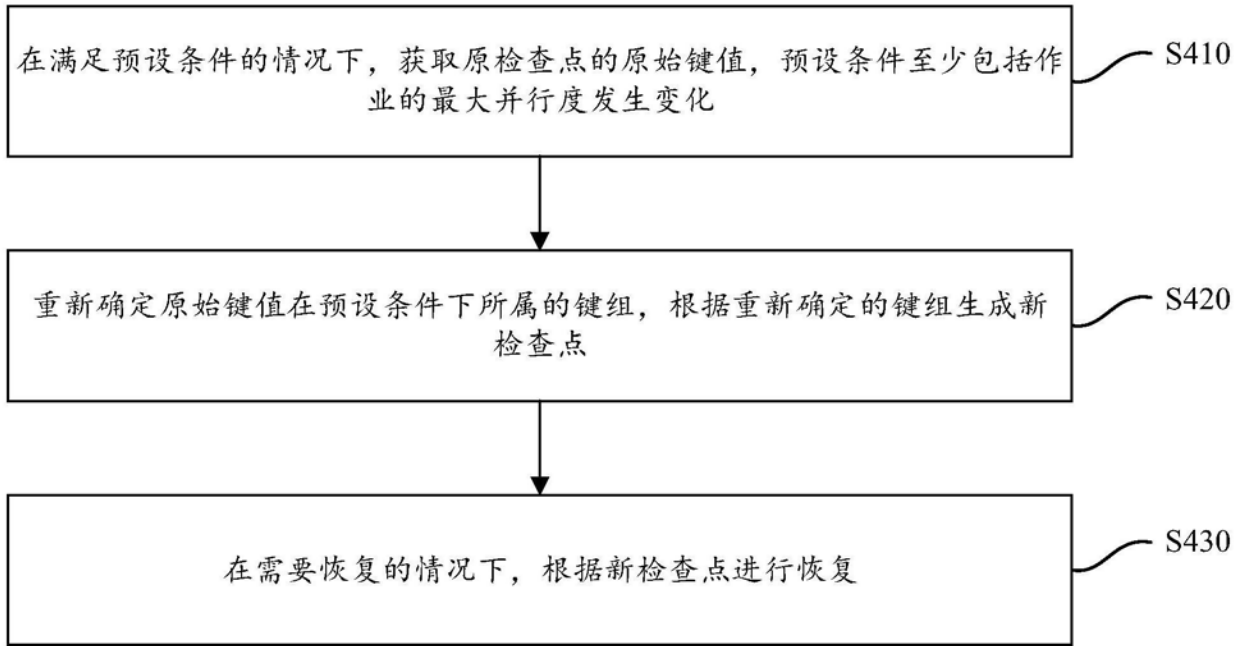 在满足预设条件的情况下，获取原检查点的原始键值，预设条件至少包括作
业的最大并行度发生变化
S410
重新确定原始键值在预设条件下所属的键组，根据重新确定的键组生成新
检查点
S420
在需要恢复的情况下，根据新检查点进行恢复
S430